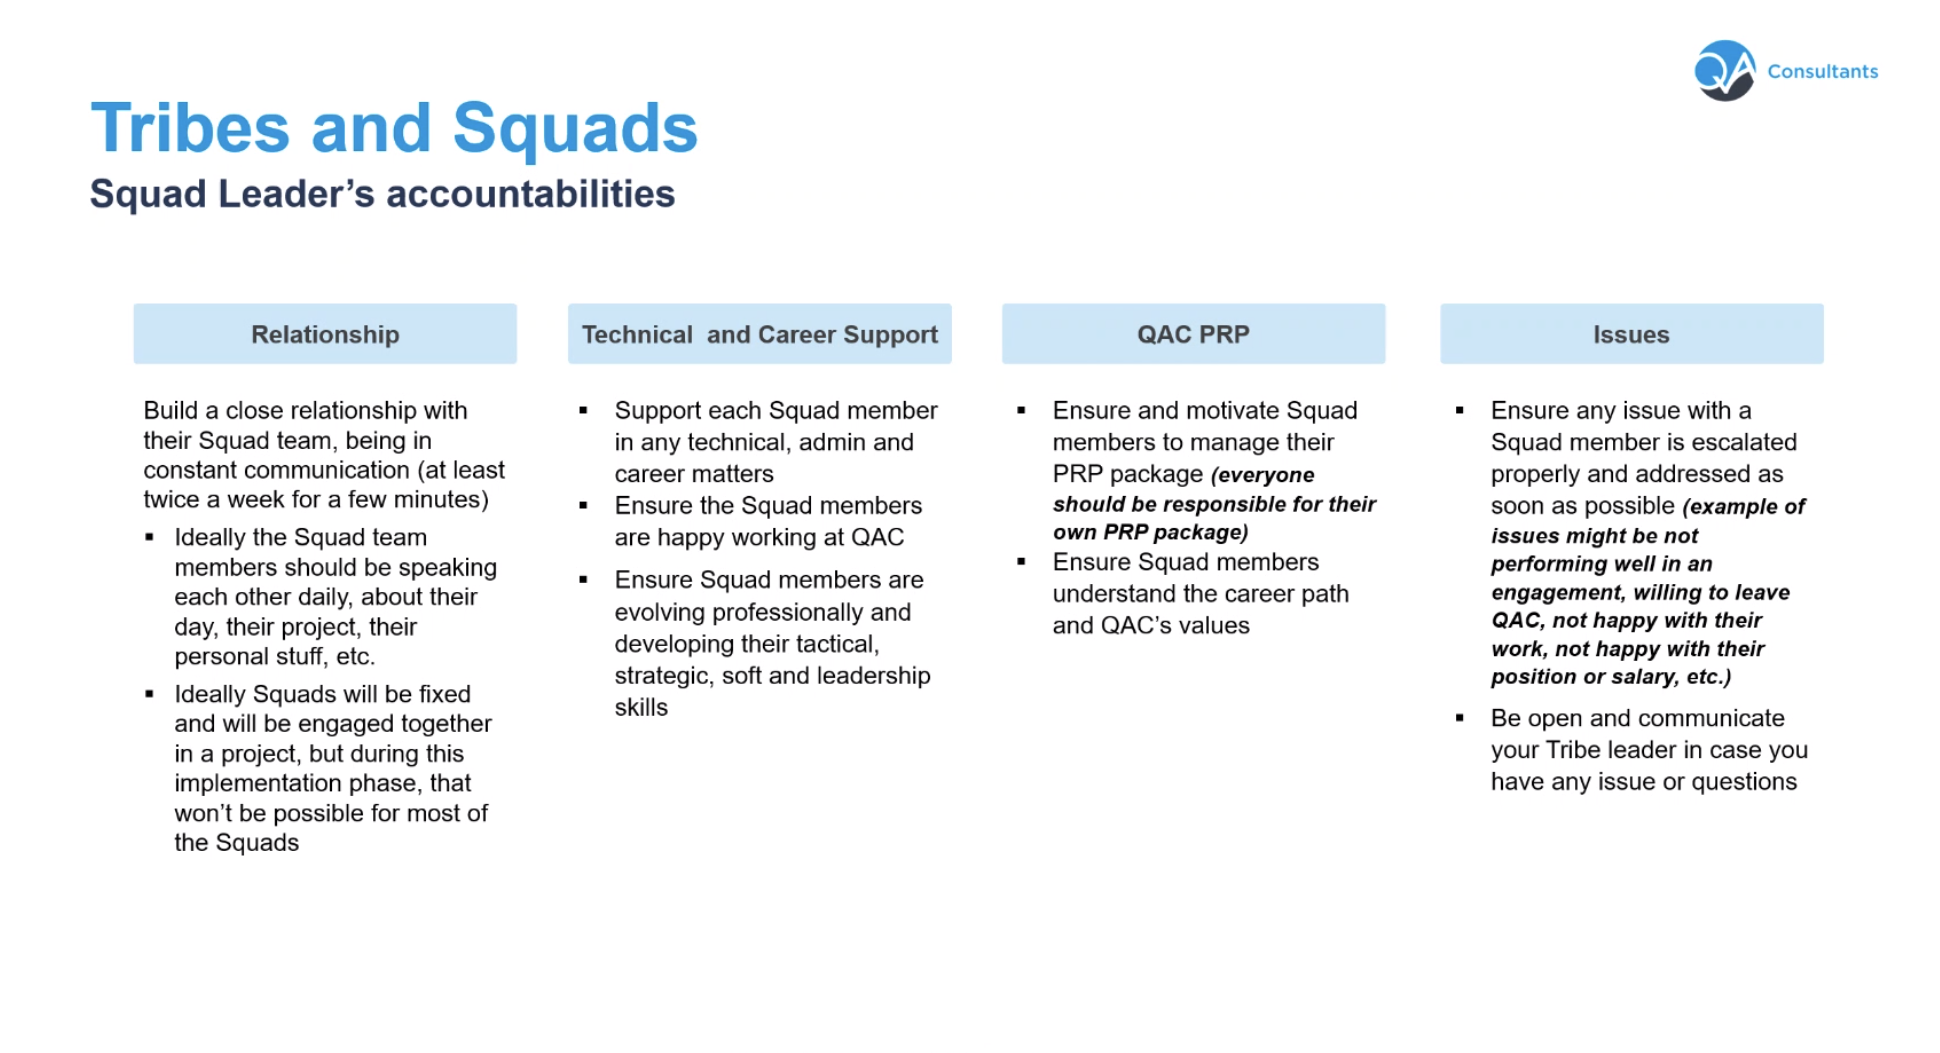 QA Consultants
Tribes and Squads
Squad Leader’s accountabilities
Relationship
Build a close relationship with
their Squad team, being in
constant communication (at least
twice a week for a few minutes)
▪ Ideally the Squad team
members should be speaking
each other daily, about their
day, their project, their
personal stuff, etc.
▪ Ideally Squads will be fixed
and will be engaged together
in a project, but during this
implementation phase, that
won’t be possible for most of
the Squads
Technical and Career Support
▪ Support each Squad member
in any technical, admin and
career matters
▪ Ensure the Squad members
are happy working at QAC
▪ Ensure Squad members are
evolving professionally and
developing their tactical,
strategic, soft and leadership
skills
QAC PRP
▪ Ensure and motivate Squad
members to manage their
PRP package (everyone
should be responsible for their
own PRP package)
▪ Ensure Squad members
understand the career path
and QAC’s values
Issues
▪ Ensure any issue with a
Squad member is escalated
properly and addressed as
soon as possible (example of
issues might be not
performing well in an
engagement, willing to leave
QAC, not happy with their
work, not happy with their
position or salary, etc.)
▪ Be open and communicate
your Tribe leader in case you
have any issue or questions